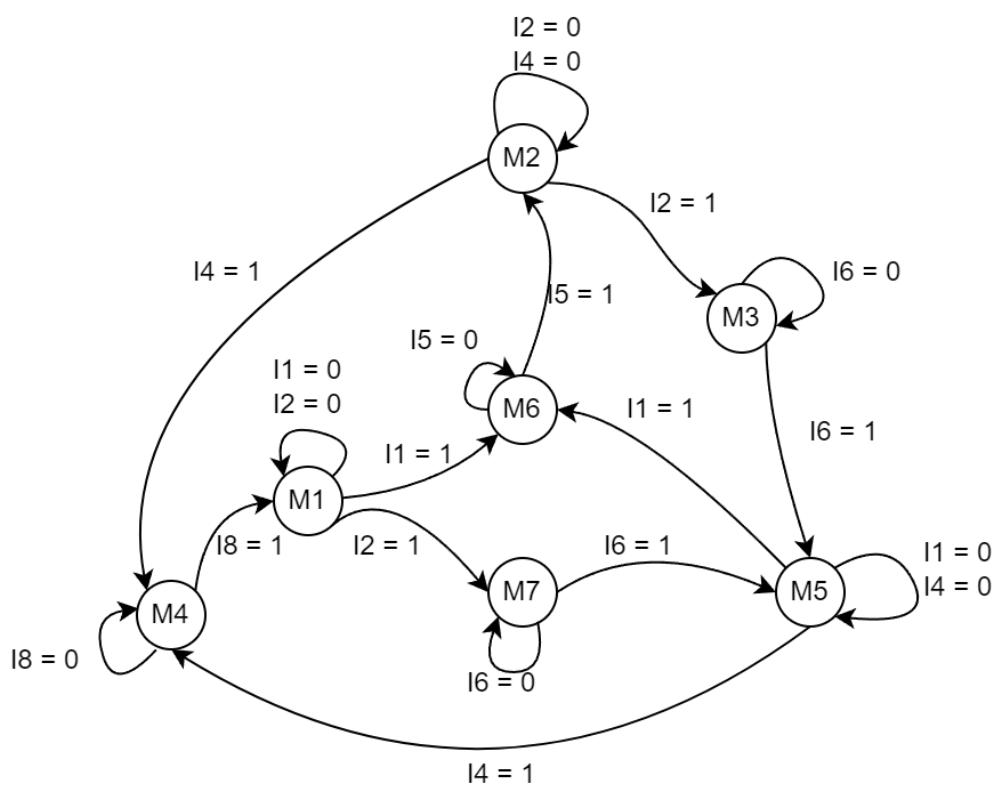 I2 = 0
I4 = 0
M2
I2 = 1
I4 = 1
I6 = 0
I5 = 1
M3
I5 = 0
I1 = 0
I2 = 0
M6
I1 = 1
I6 = 1
I1 = 1
M1
I8 = 1
I2 = 1
I6 = 1
I1 = 0
I4 = 0
M7
M5
M4
I8 = 0
I6 = 0
I4 = 1